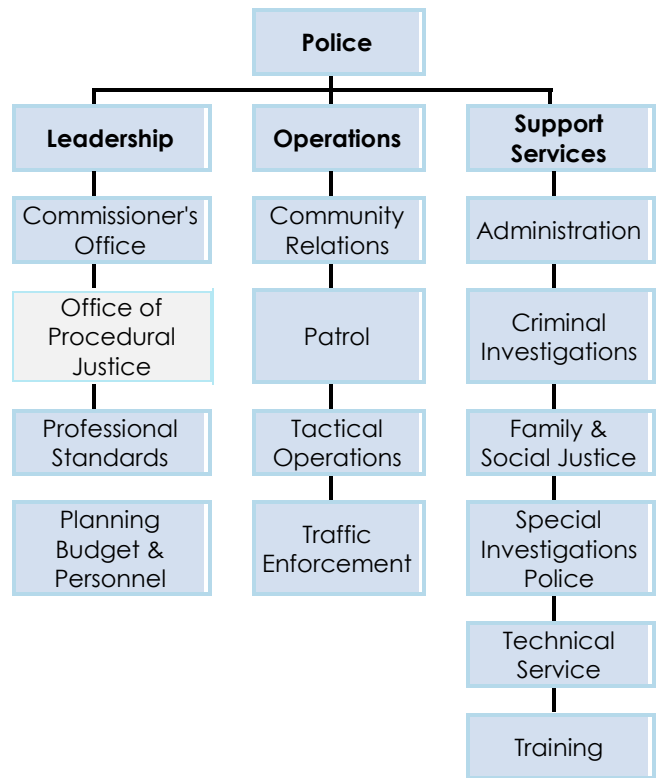 Police
Leadership
Operations
Support
Services
Commissioner's
Office
Community
Relations
Administration
Office of
Procedural
Justice
Patrol
Criminal
Investigations
Professional
Standards
Tactical
Operations
Family &
Social Justice
Planning
Budget &
Personnel
Traffic
Enforcement
Special
Investigations
Police
Technical
Service
Training